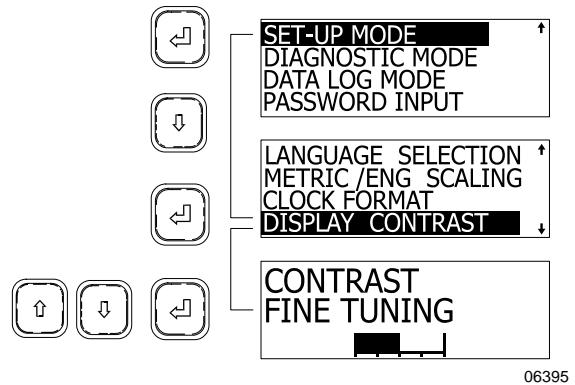 SET-UP MODE
DIAGNOSTIC MODE
DATA LOG MODE
PASSWORD INPUT
LANGUAGE SELECTION
METRIC /ENG SCALING
CLOCK FORMAT
DISPLAY CONTRAST
CONTRAST
FINE TUNING
06395